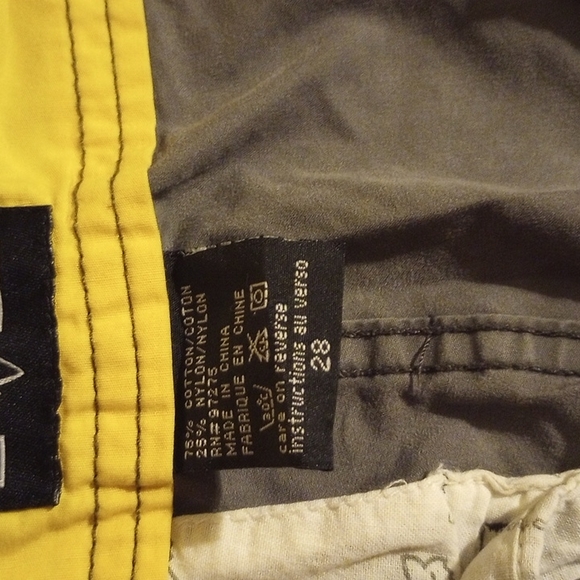 75% COTTON/COTON
25% NYLON/NYLON
RN#97275
MADE IN CHINA
FABRIQUE EN CHINE
30°C
care on reverse
instructions au verso
28